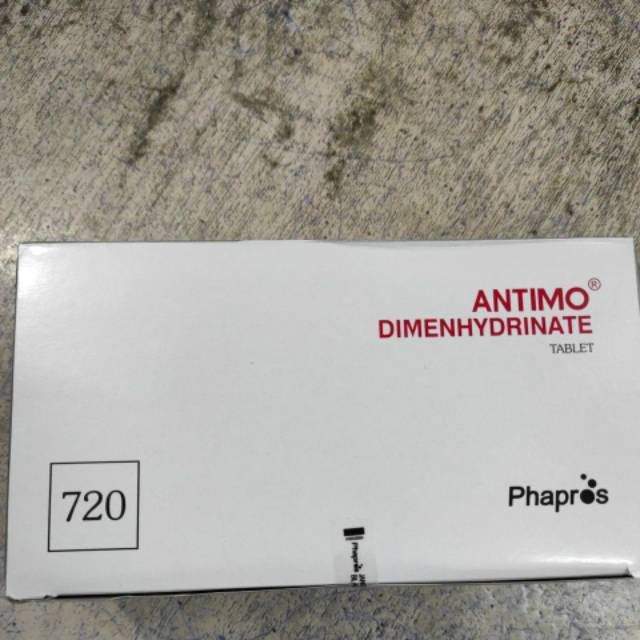 ANTIMO®
DIMENHYDRINATE
TABLET
720
Phapros